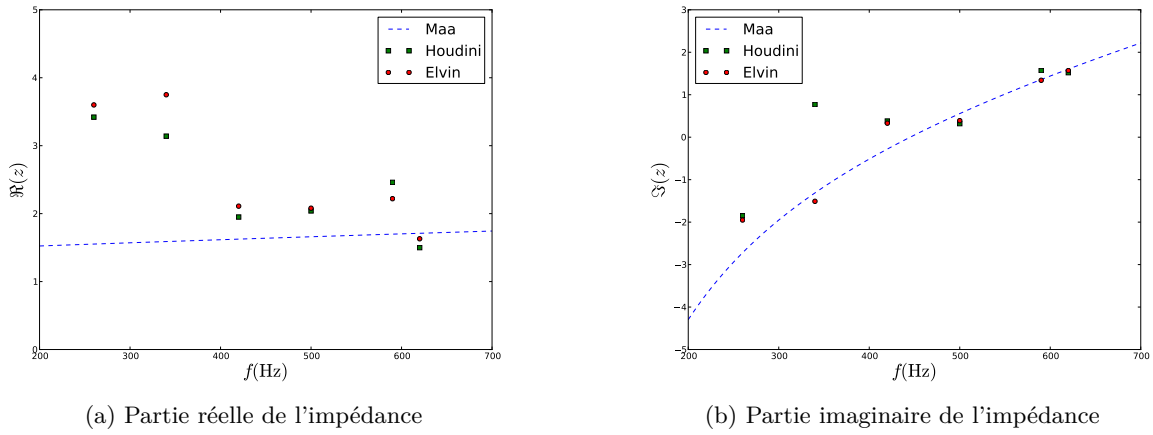 5
4
3
2
1
0
200 300 400 500 600 700
ℜ(z)
f(Hz)
Maa
Houdini
Elvin
(a) Partie réelle de l'impédance
3
2
1
0
−1
−2
−3
−4
−5
200 300 400 500 600 700
ℑ(z)
f(Hz)
Maa
Houdini
Elvin
(b) Partie imaginaire de l'impédance